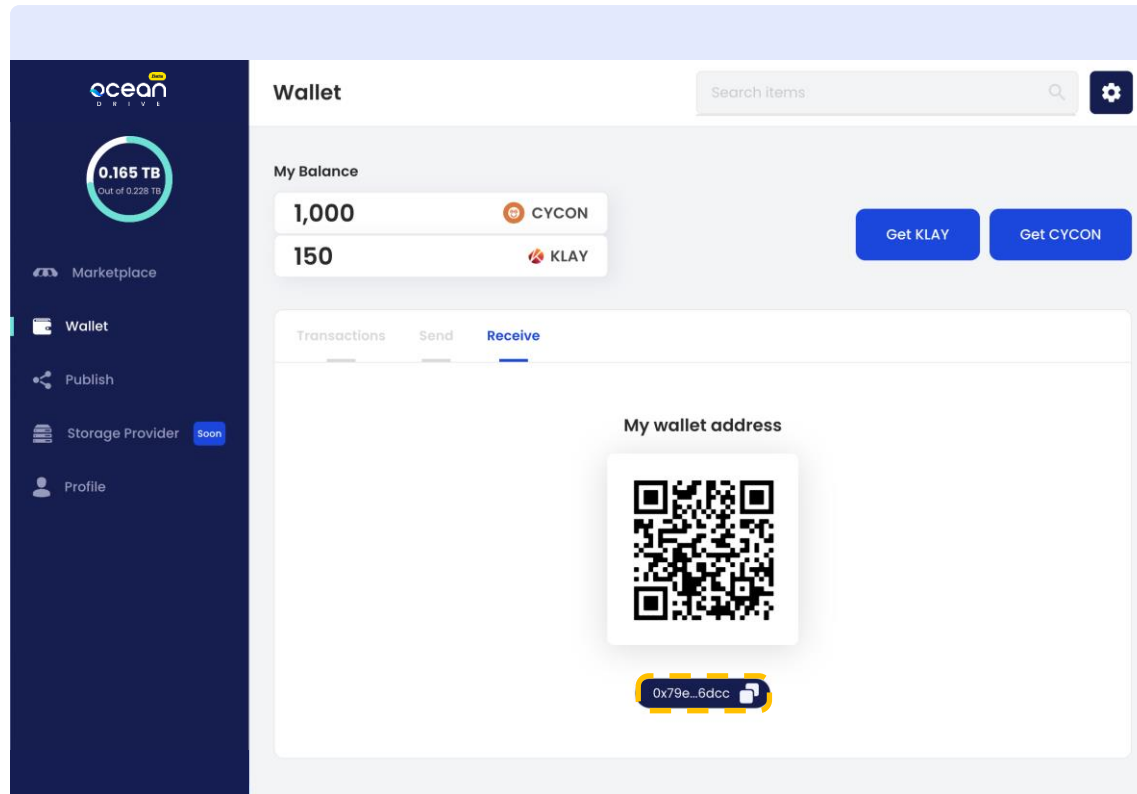 Beta
ocean
DRIVE
0.165 TB
Out of 0.228 TB
Marketplace
Wallet
Publish
Storage Provider Soon
Profile
Wallet
Search items
My Balance
1,000 CYCON
150 KLAY
Get KLAY Get CYCON
Transactions Send Receive
My wallet address
0x79e...6dcc